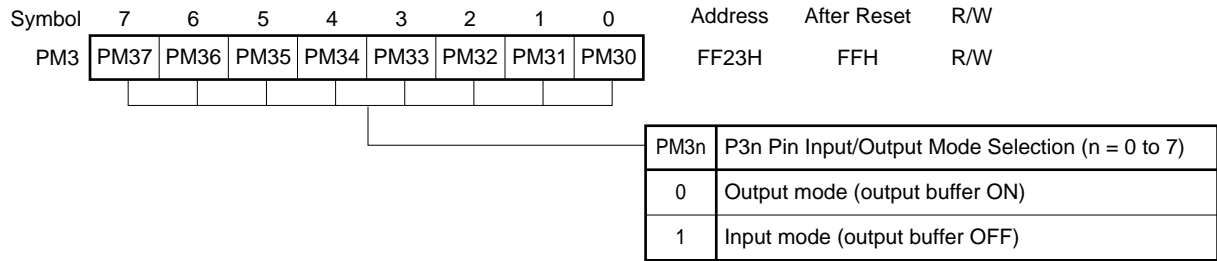 Symbol 7 6 5 4 3 2 1 0 Address After Reset R/W
PM3 PM37 PM36 PM35 PM34 PM33 PM32 PM31 PM30 FF23H FFH R/W
PM3n P3n Pin Input/Output Mode Selection (n = 0 to 7)
0 Output mode (output buffer ON)
1 Input mode (output buffer OFF)